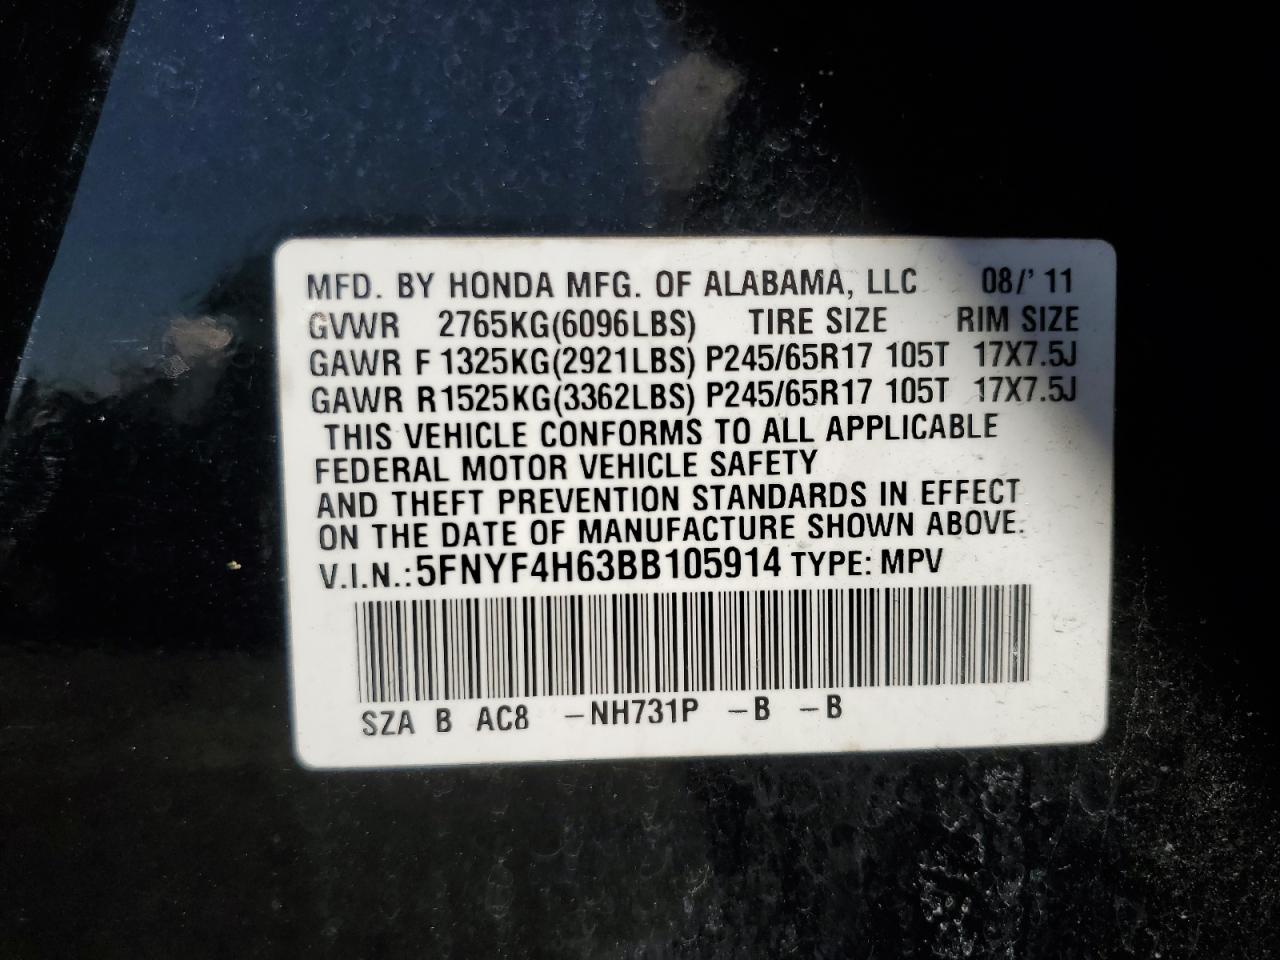 MFD. BY HONDA MFG. OF ALABAMA, LLC 08/' 11
GVWR 2765KG(6096LBS) TIRE SIZE RIM SIZE
GAWR F 1325KG(2921LBS) P245/65R17 105T 17X7.5J
GAWR R1525KG(3362LBS) P245/65R17 105T 17X7.5J
THIS VEHICLE CONFORMS TO ALL APPLICABLE
FEDERAL MOTOR VEHICLE SAFETY
AND THEFT PREVENTION STANDARDS IN EFFECT
ON THE DATE OF MANUFACTURE SHOWN ABOVE.
V.I.N.:5FNYF4H63BB105914 TYPE: MPV
SZA B AC8 -NH731P -B -B